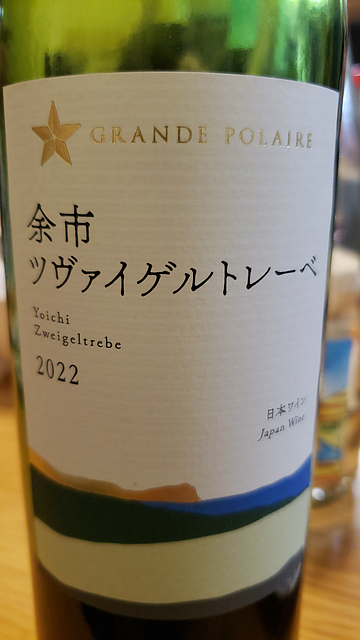 GRANDE POLAIRE
余市
ツヴァイゲルトレーベ
Yoichi
Zweigeltrebe
2022
日本ワイン
Japan Wine